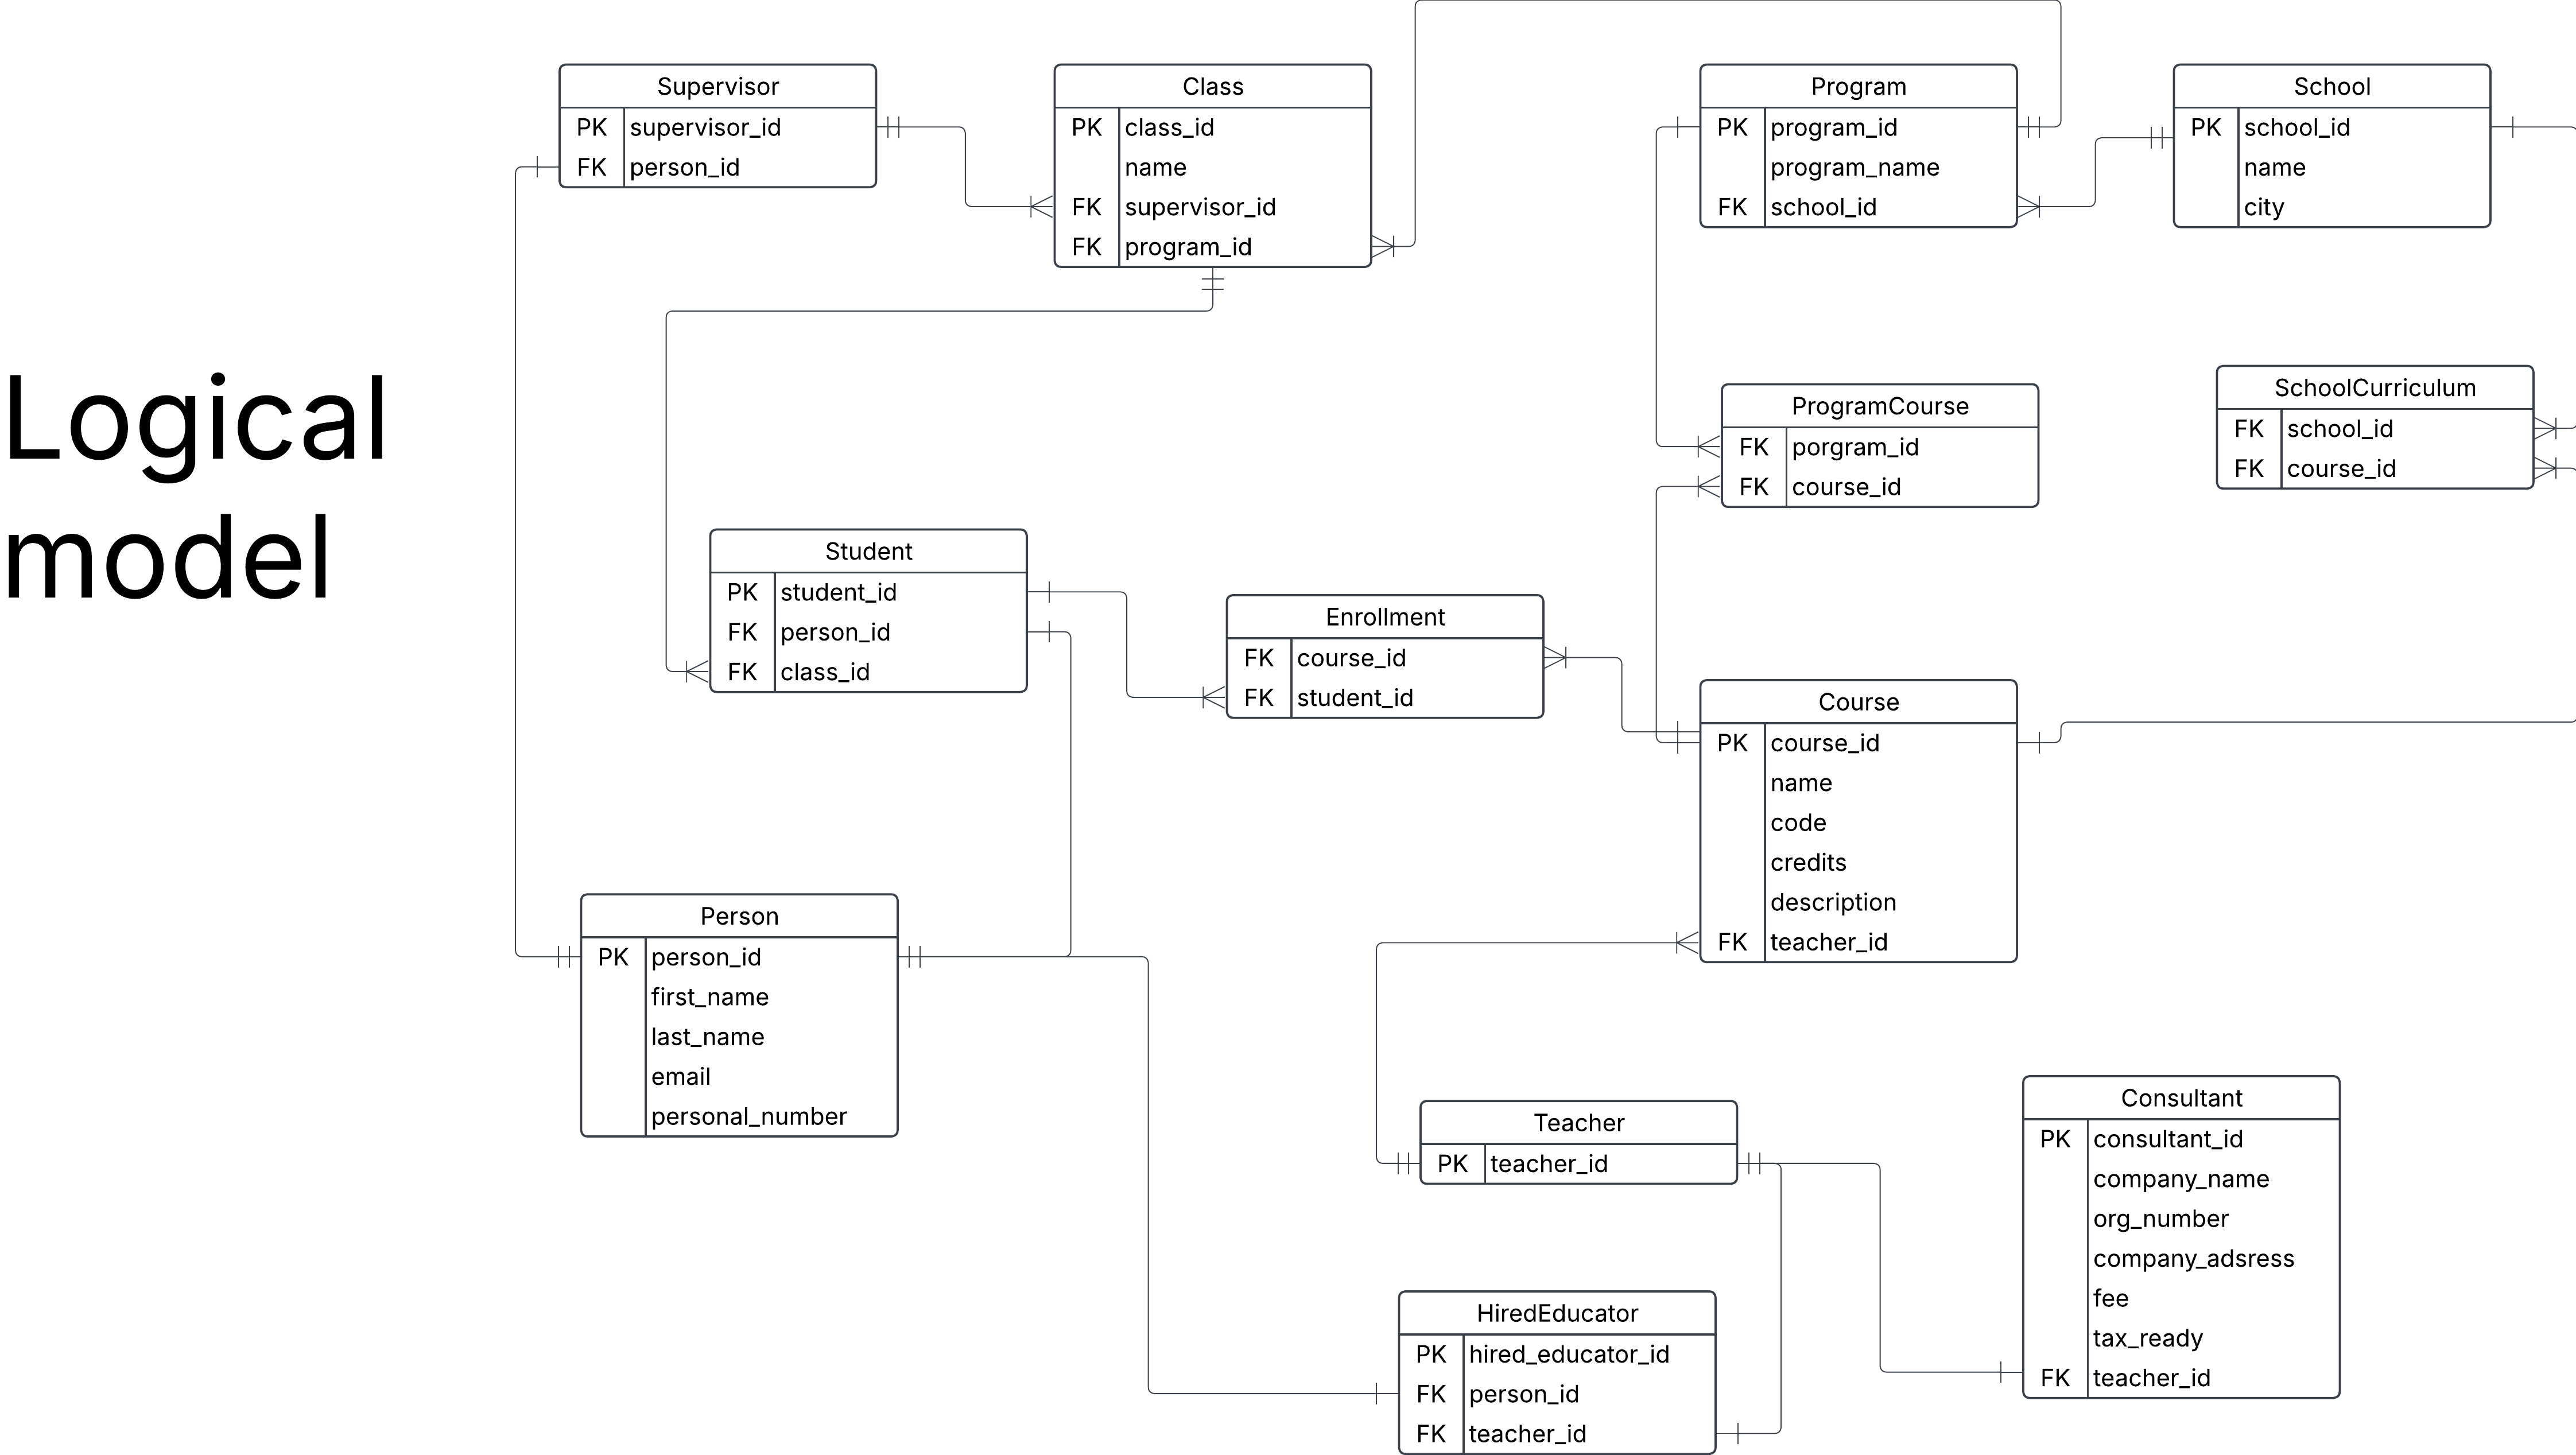 Logical
model
Supervisor
PK supervisor_id
FK person_id
Class
PK class_id
name
FK supervisor_id
FK program_id
Program
PK program_id
program_name
FK school_id
School
PK school_id
name
city
ProgramCourse
FK porgram_id
FK course_id
SchoolCurriculum
FK school_id
FK course_id
Student
PK student_id
FK person_id
FK class_id
Enrollment
FK course_id
FK student_id
Course
PK course_id
name
code
credits
description
FK teacher_id
Person
PK person_id
first_name
last_name
email
personal_number
Teacher
PK teacher_id
Consultant
PK consultant_id
company_name
org_number
company_adsress
fee
tax_ready
FK teacher_id
HiredEducator
PK hired_educator_id
FK person_id
FK teacher_id